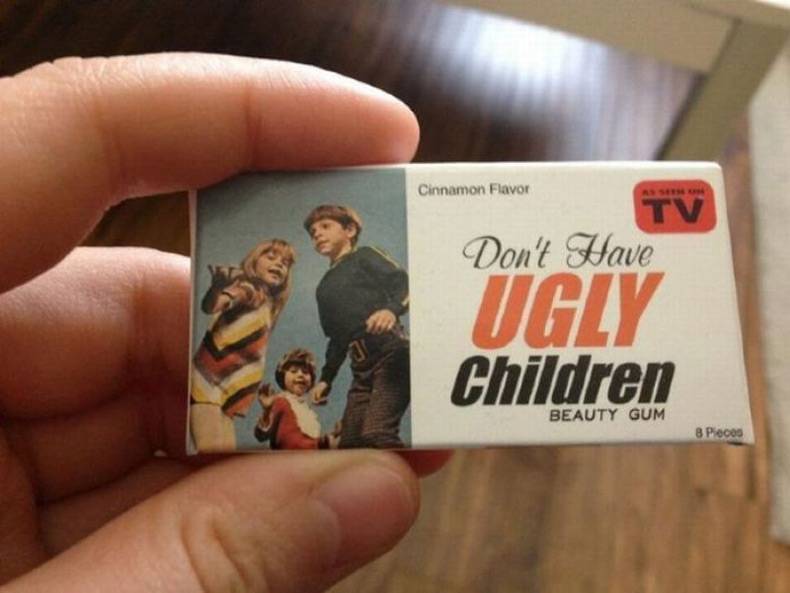 Cinnamon Flavor
AS SEEN ON
TV
Don't Have
UGLY
Children
BEAUTY GUM
8 Pieces